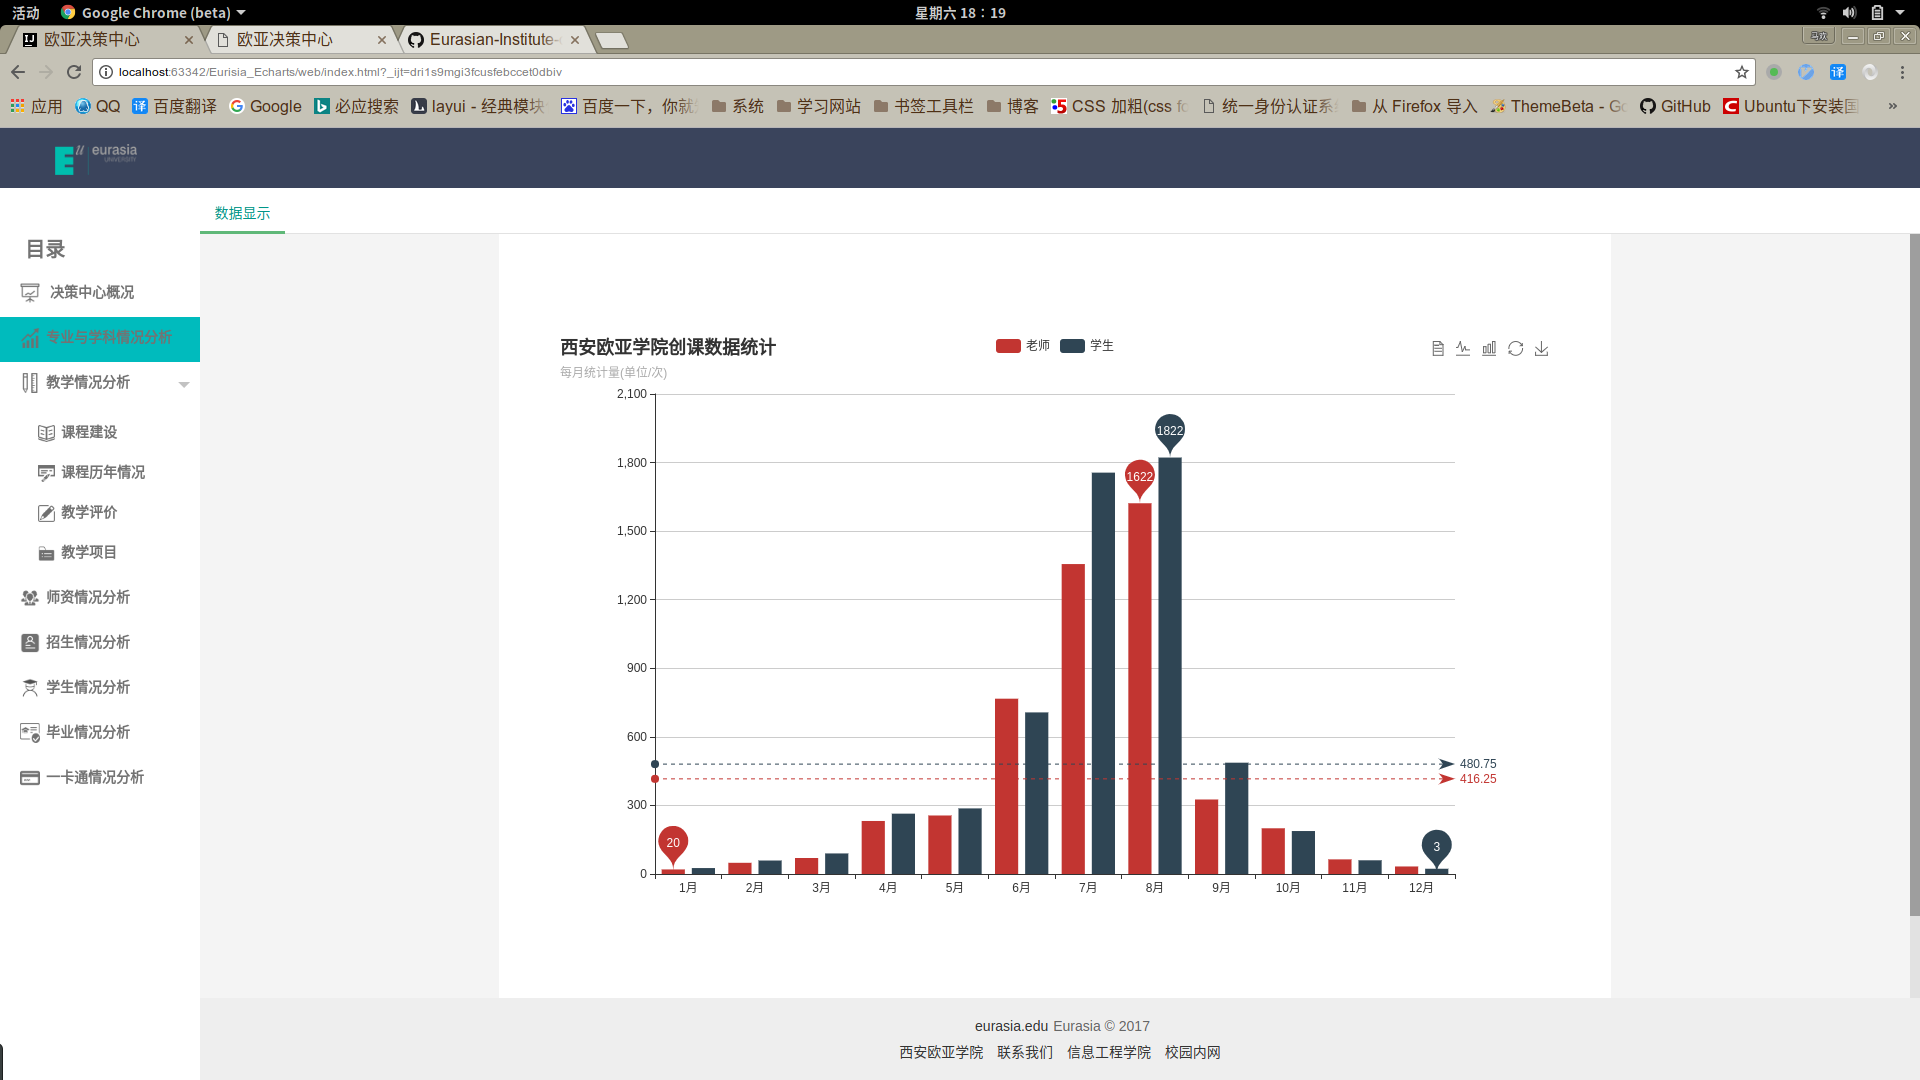 活动 Google Chrome (beta) 星期六 18：19
欧亚决策中心 欧亚决策中心 Eurasian-Institute-
localhost:63342/Eurisia_Echarts/web/index.html?_ijt=dri1s9mgi3fcusfebccet0dbiv
应用 QQ 百度翻译 Google 必应搜索 layui - 经典模块 百度一下，你就 系统 学习网站 书签工具栏 博客 CSS 加粗(css fo 统一身份认证系 从 Firefox 导入 ThemeBeta - Go GitHub Ubuntu下安装国 »
eurasia
UNIVERSITY
数据显示
目录
决策中心概况
专业与学科情况分析
教学情况分析
课程建设
课程历年情况
教学评价
教学项目
师资情况分析
招生情况分析
学生情况分析
毕业情况分析
一卡通情况分析
西安欧亚学院创课数据统计
老师 学生
每月统计量(单位/次)
2,100
1822
1,800
1622
1,500
1,200
900
600
480.75
416.25
300
20
3
0
1月 2月 3月 4月 5月 6月 7月 8月 9月 10月 11月 12月
eurasia.edu Eurasia © 2017
西安欧亚学院 联系我们 信息工程学院 校园内网